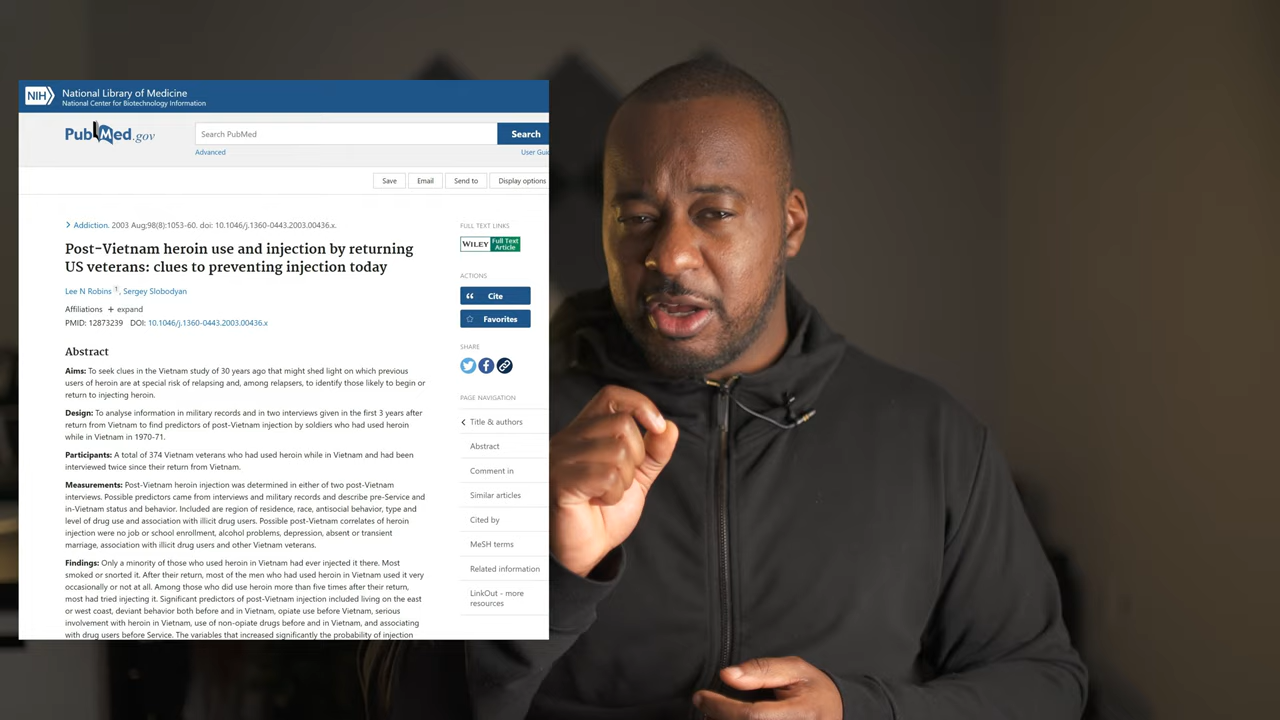 NIH National Library of Medicine
National Center for Biotechnology Information
PubMed.gov
Search PubMed
Search
Advanced
User
Save
Email
Send to
Display options
Addiction. 2003 Aug;98(8):1053-60. doi: 10.1046/j.1360-0443.2003.00436.x.
Post-Vietnam heroin use and injection by returning
US veterans: clues to preventing injection today
Lee N Robins 1, Sergey Slobodyan
Affiliations + expand
PMID: 12873239 DOI: 10.1046/j.1360-0443.2003.00436.x
Abstract
Aims: To seek clues in the Vietnam study of 30 years ago that might shed light on which previous
users of heroin are at special risk of relapsing and, among relapsers, to identify those likely to begin or
return to injecting heroin.
Design: To analyse information in military records and in two interviews given in the first 3 years after
return from Vietnam to find predictors of post-Vietnam injection by soldiers who had used heroin
while in Vietnam in 1970-71.
Participants: A total of 374 Vietnam veterans who had used heroin while in Vietnam and had been
interviewed twice since their return from Vietnam.
Measurements: Post-Vietnam heroin injection was determined in either of two post-Vietnam
interviews. Possible predictors came from interviews and military records and describe pre-Service and
in-Vietnam status and behavior. Included are region of residence, race, antisocial behavior, type and
level of drug use and association with illicit drug users. Possible post-Vietnam correlates of heroin
injection were no job or school enrollment, alcohol problems, depression, absent or transient
marriage, association with illicit drug users and other Vietnam veterans.
Findings: Only a minority of those who used heroin in Vietnam had ever injected it there. Most
smoked or snorted it. After their return, most of the men who had used heroin in Vietnam used it very
occasionally or not at all. Among those who did use heroin more than five times after their return,
most had tried injecting it. Significant predictors of post-Vietnam injection included living on the east
or west coast, deviant behavior both before and in Vietnam, opiate use before Vietnam, serious
involvement with heroin in Vietnam, use of non-opiate drugs before and in Vietnam, and associating
with drug users before Service. The variables that increased significantly the probability of injection
FULL TEXT LINKS
WILEY Full Text
Article
ACTIONS
Cite
Favorites
SHARE
PAGE NAVIGATION
Title & authors
Abstract
Comment in
Similar articles
Cited by
MeSH terms
Related information
LinkOut - more
resources